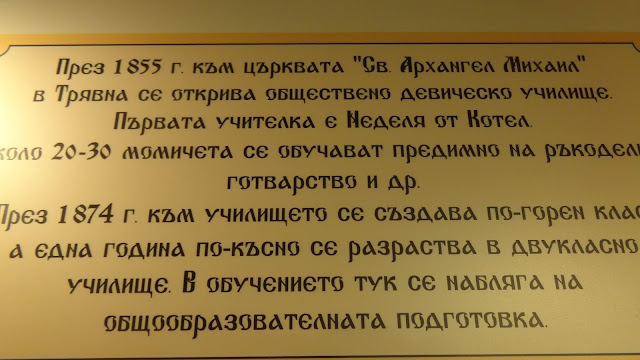 През 1855 г. към църквата "Св. Архангел Михаил"
в Трявна се открива обществено девическо училище.
Първата учителка е Неделя от Котел.
коло 20-30 момичета се обучават предимно на ръкодел
готварство и др.
През 1874 г. към училището се създава по-горен клас
а една година по-късно се разраства в двукласно
училище. В обучението тук се набляга на
общообразователната подготовка.